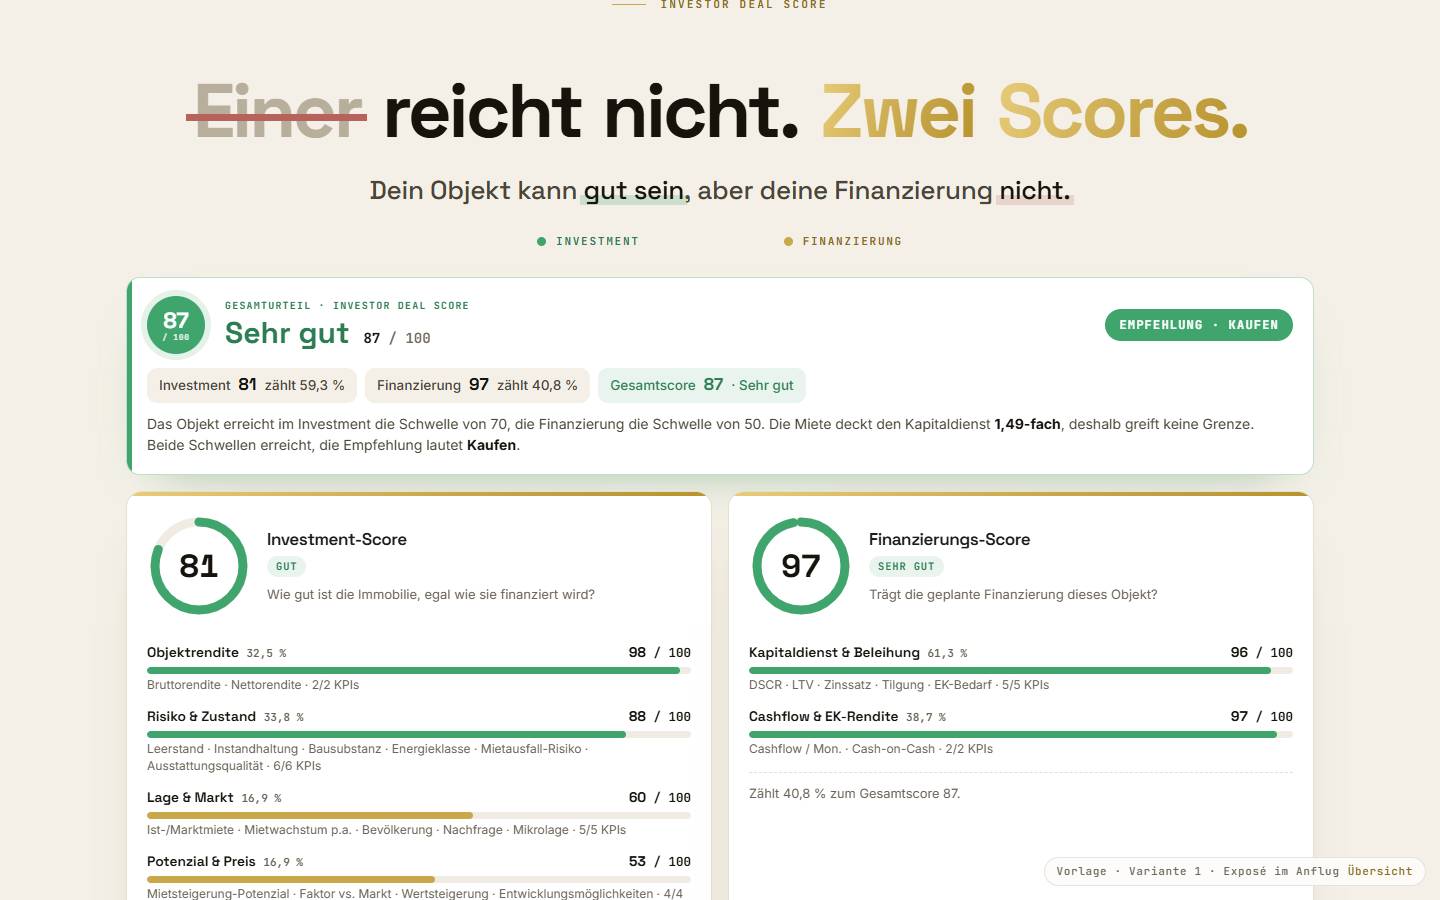 INVESTOR DEAL SCORE
Einer reicht nicht. Zwei Scores.
Dein Objekt kann gut sein, aber deine Finanzierung nicht.
INVESTMENT
FINANZIERUNG
87
/ 100
GESAMTURTEIL · INVESTOR DEAL SCORE
Sehr gut 87 / 100
EMPFEHLUNG · KAUFEN
Investment 81 zählt 59,3 %
Finanzierung 97 zählt 40,8 %
Gesamtscore 87 · Sehr gut
Das Objekt erreicht im Investment die Schwelle von 70, die Finanzierung die Schwelle von 50. Die Miete deckt den Kapitaldienst 1,49-fach, deshalb greift keine Grenze.
Beide Schwellen erreicht, die Empfehlung lautet Kaufen.
81
Investment-Score
GUT
Wie gut ist die Immobilie, egal wie sie finanziert wird?
Objektrendite 32,5 % 98 / 100
Bruttorendite · Nettorendite · 2/2 KPIs
Risiko & Zustand 33,8 % 88 / 100
Leerstand · Instandhaltung · Bausubstanz · Energieklasse · Mietausfall-Risiko ·
Ausstattungsqualität · 6/6 KPIs
Lage & Markt 16,9 % 60 / 100
Ist-/Marktmiete · Mietwachstum p.a. · Bevölkerung · Nachfrage · Mikrolage · 5/5 KPIs
Potenzial & Preis 16,9 % 53 / 100
Mietsteigerung-Potenzial · Faktor vs. Markt · Wertsteigerung · Entwicklungsmöglichkeiten · 4/4
97
Finanzierungs-Score
SEHR GUT
Trägt die geplante Finanzierung dieses Objekt?
Kapitaldienst & Beleihung 61,3 % 96 / 100
DSCR · LTV · Zinssatz · Tilgung · EK-Bedarf · 5/5 KPIs
Cashflow & EK-Rendite 38,7 % 97 / 100
Cashflow / Mon. · Cash-on-Cash · 2/2 KPIs
Zählt 40,8 % zum Gesamtscore 87.
Vorlage · Variante 1 · Exposé im Anflug Übersicht